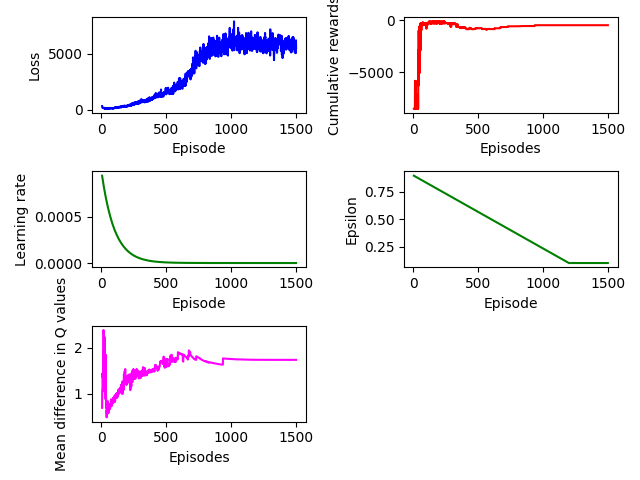 Loss
5000
0
0 500 1000 1500
Episode
Cumulative rewards
0
−5000
0 500 1000 1500
Episodes
Learning rate
0.0005
0.0000
0 500 1000 1500
Episode
Epsilon
0.75
0.50
0.25
0 500 1000 1500
Episode
Mean difference in Q values
2
1
0 500 1000 1500
Episodes